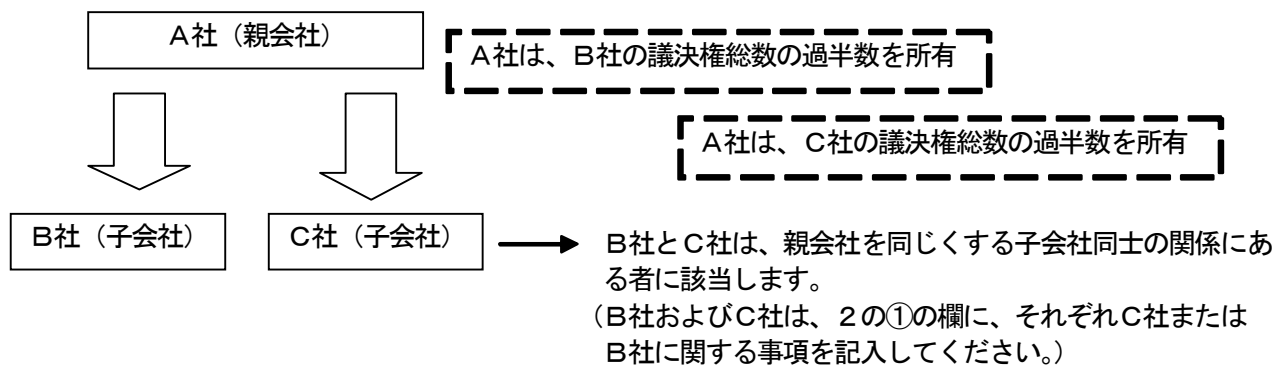 A社(親会社)
A社は、B社の議決権総数の過半数を所有
A社は、C社の議決権総数の過半数を所有
B社(子会社)
C社(子会社)
B社とC社は、親会社を同じくする子会社同士の関係にあ
る者に該当します。
(B社およびC社は、2の①の欄に、それぞれC社または
B社に関する事項を記入してください。)